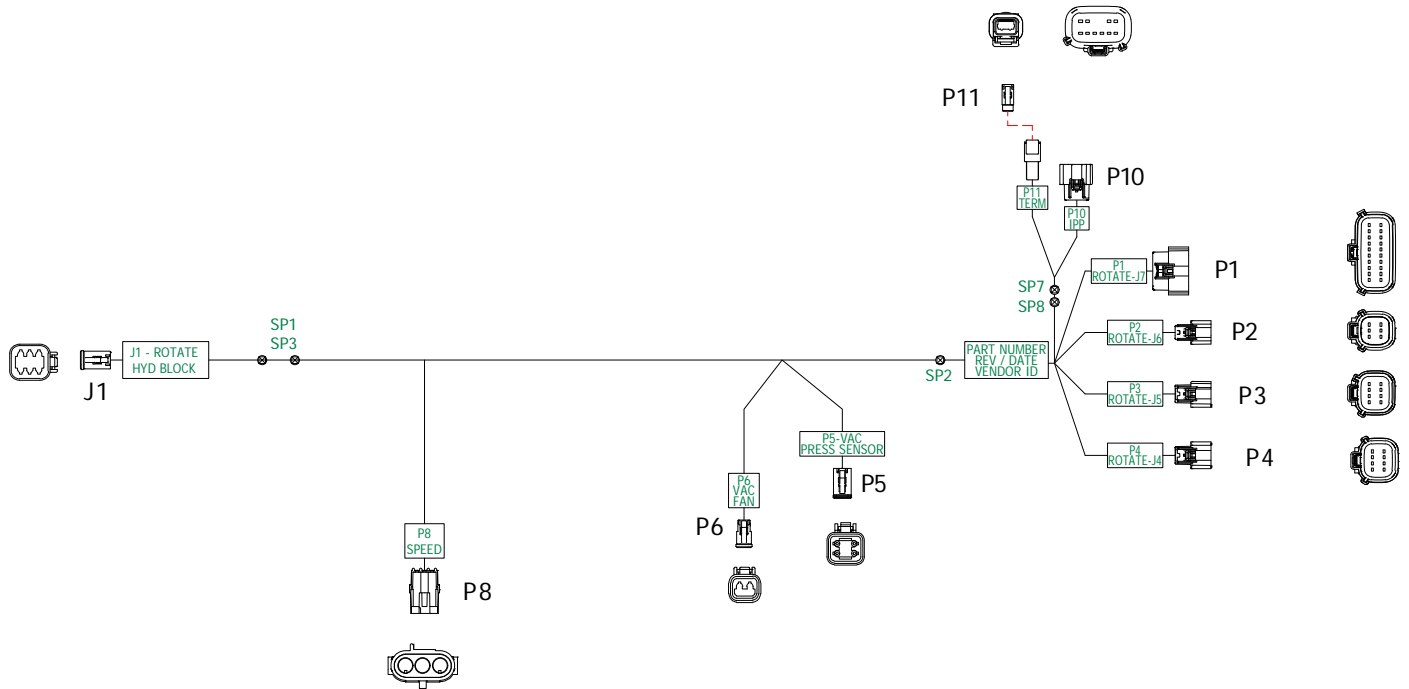 P11
P11
TERM
P10
P10
IPP
P1
ROTATE-J7
P1
SP7
SP8
SP1
SP3
J1 - ROTATE
HYD BLOCK
J1
P2
ROTATE-J6
P2
PART NUMBER
REV / DATE
VENDOR ID
SP2
P3
ROTATE-J5
P3
P4
ROTATE-J4
P4
P5-VAC
PRESS SENSOR
P5
P6
VAC
FAN
P6
P8
SPEED
P8